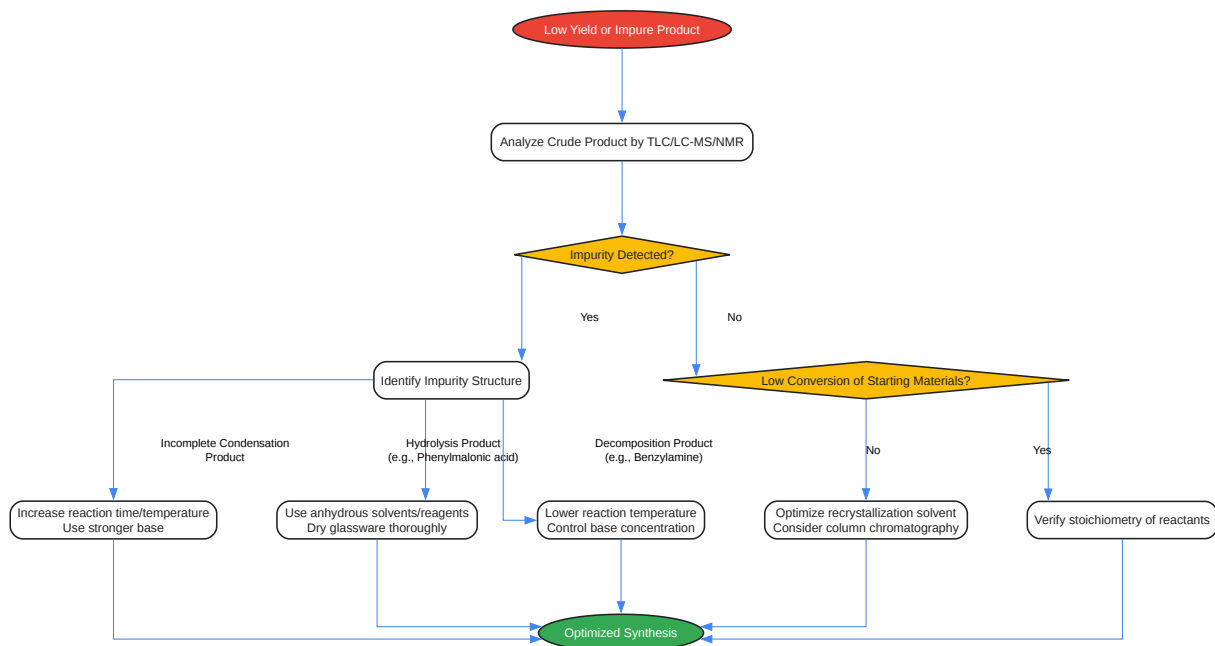 Low Yield or Impure Product
Analyze Crude Product by TLC/LC-MS/NMR
Impurity Detected?
Yes
No
Identify Impurity Structure
Low Conversion of Starting Materials?
Incomplete Condensation
Product
Hydrolysis Product
(e.g., Phenylmalonic acid)
Decomposition Product
(e.g., Benzylamine)
No
Yes
Increase reaction time/temperature
Use stronger base
Use anhydrous solvents/reagents
Dry glassware thoroughly
Lower reaction temperature
Control base concentration
Optimize recrystallization solvent
Consider column chromatography
Verify stoichiometry of reactants
Optimized Synthesis